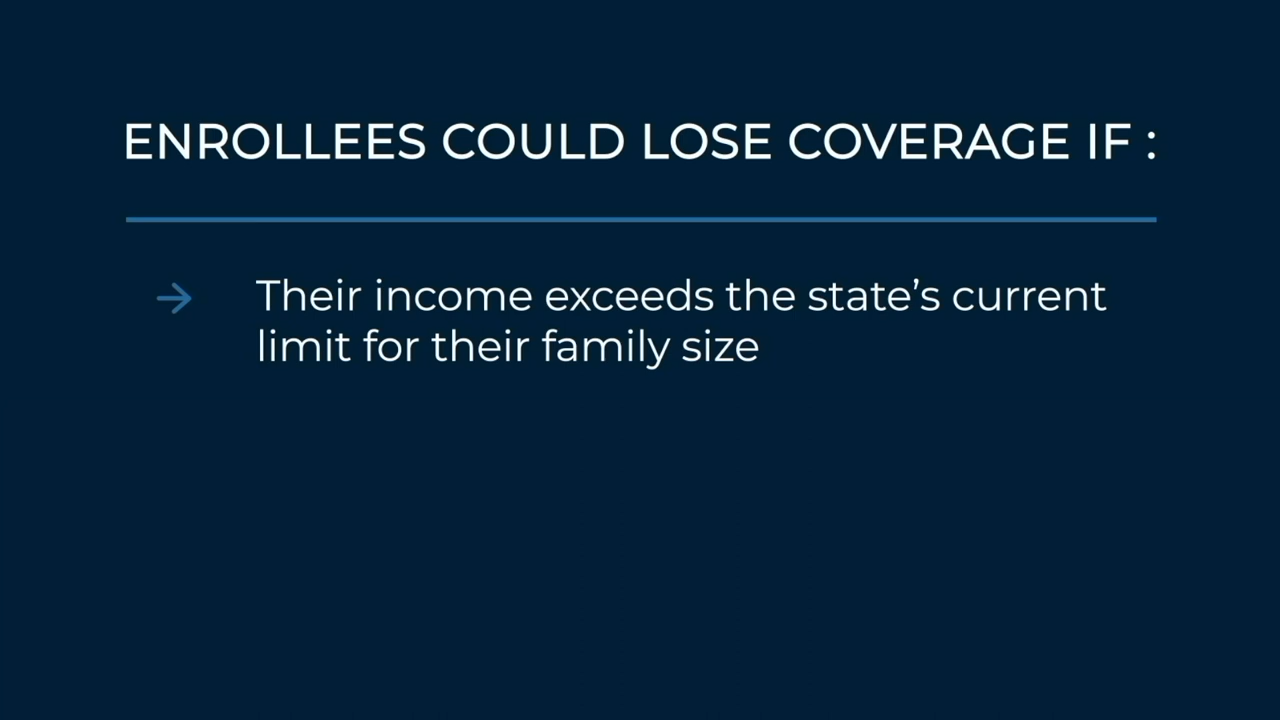 ENROLLEES COULD LOSE COVERAGE IF :
Their income exceeds the state’s current
limit for their family size